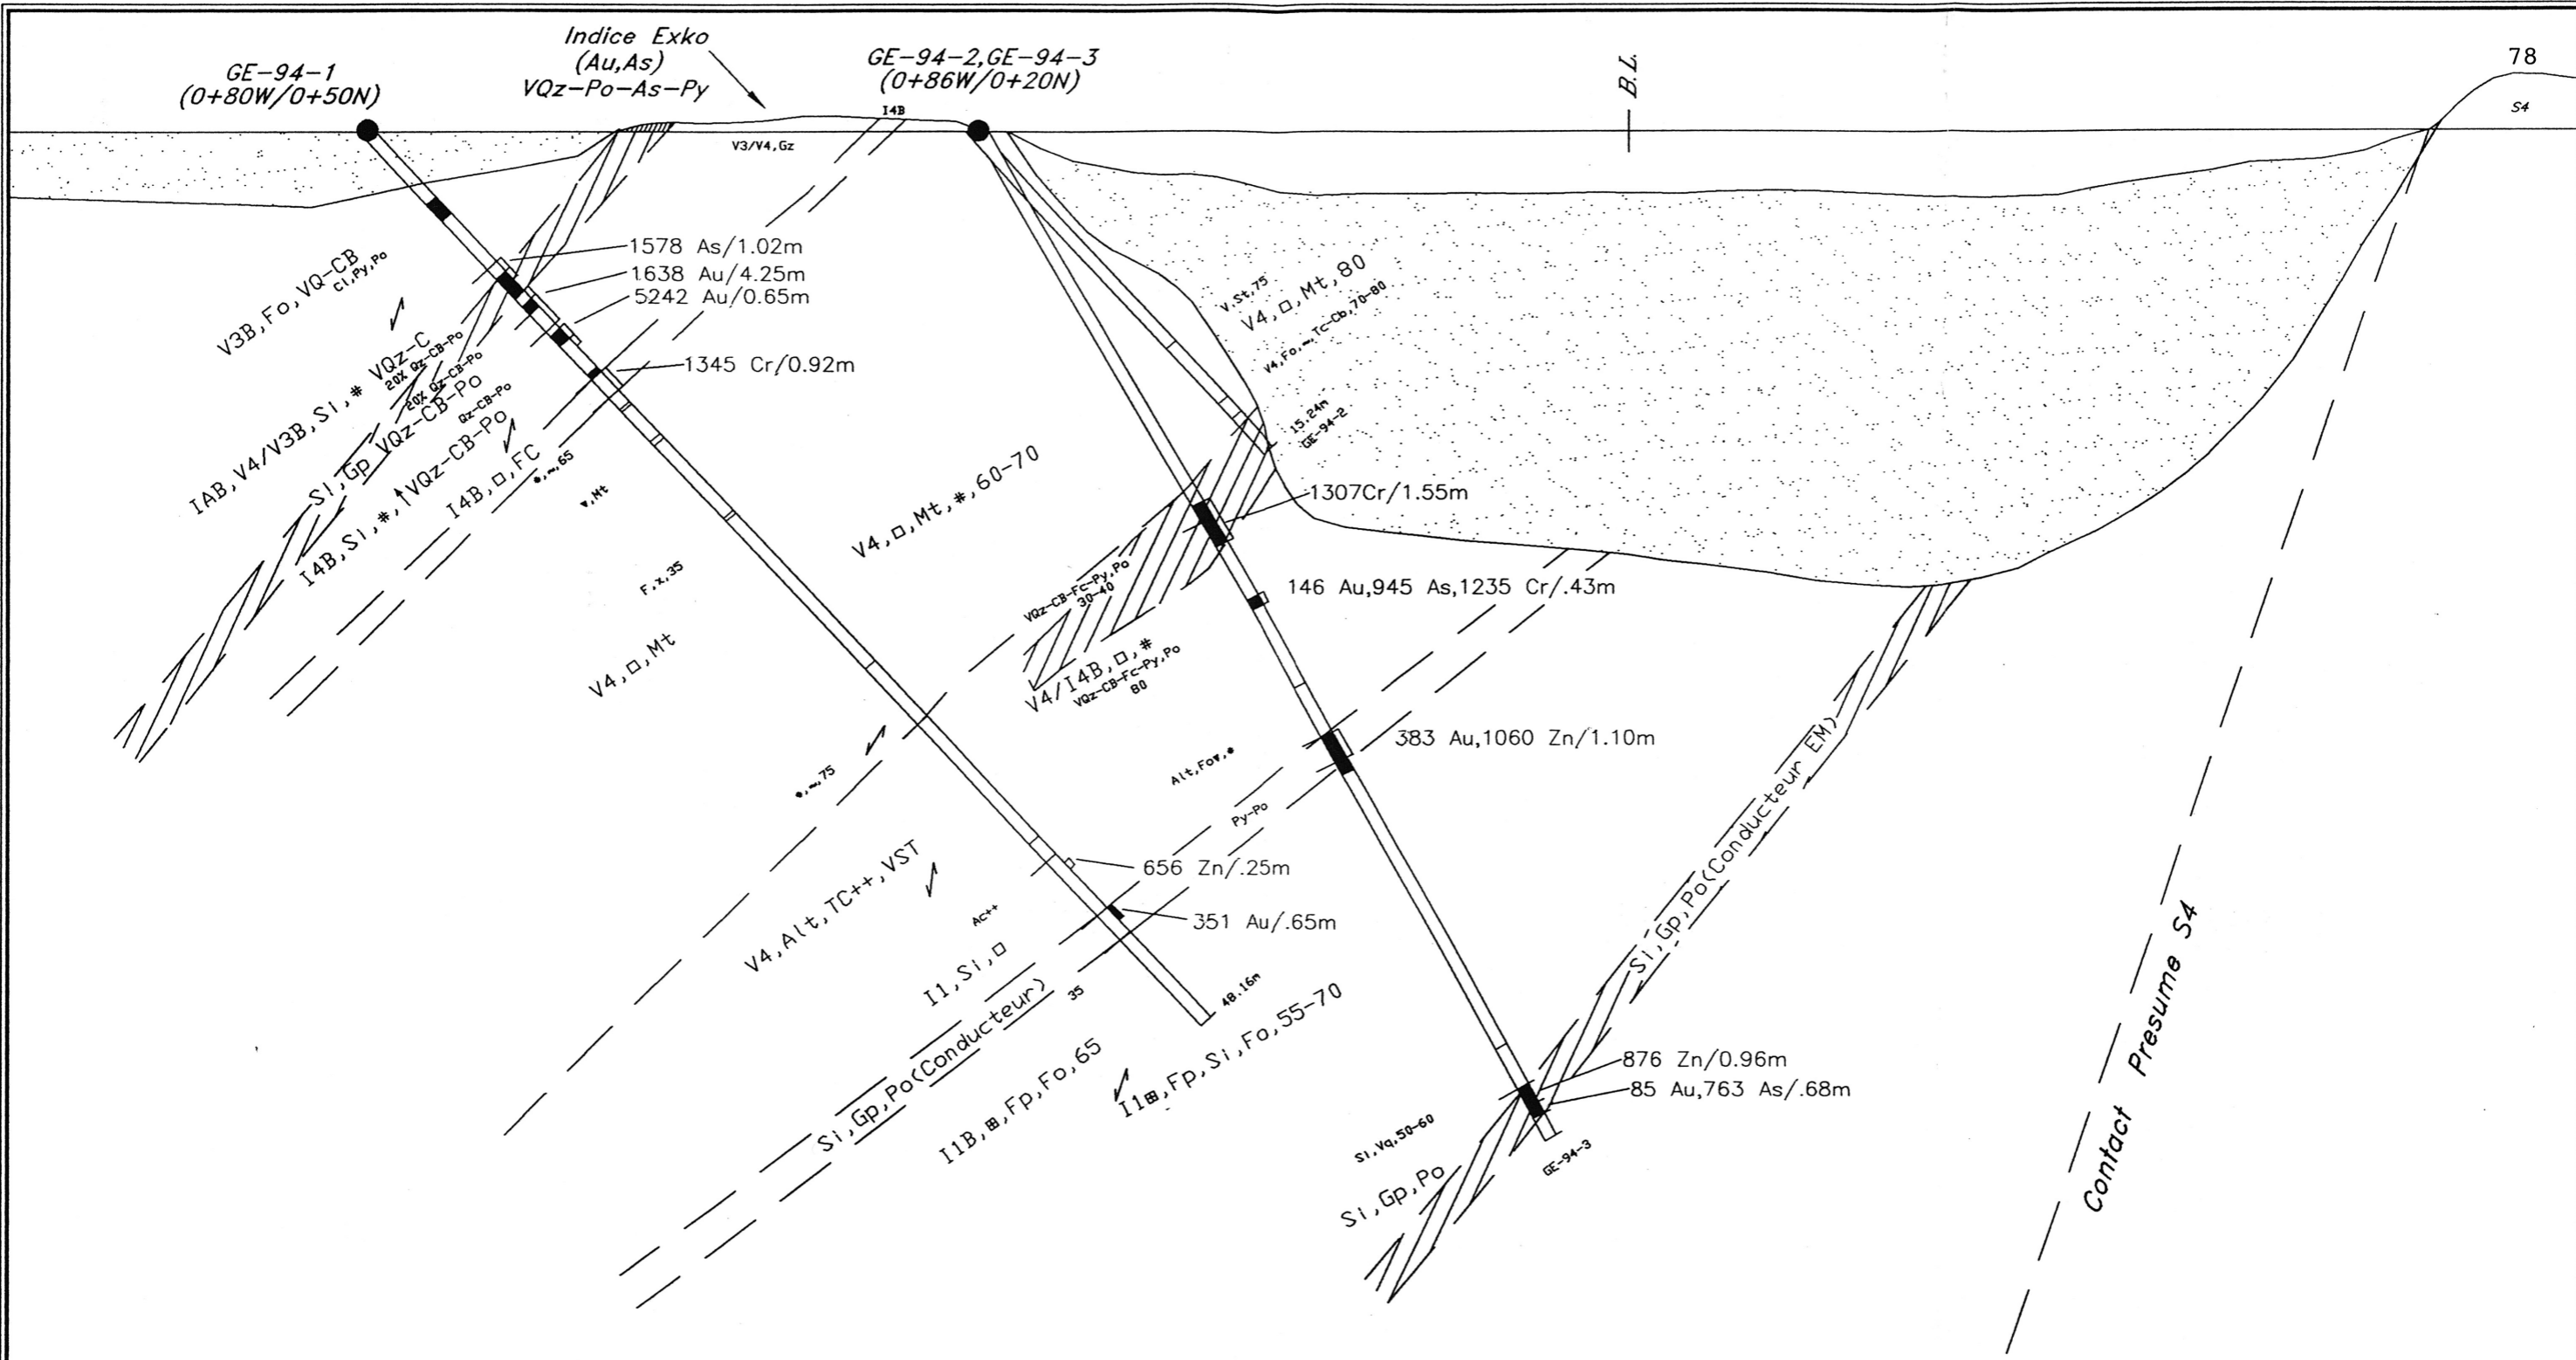 Indice Exko
(Au,As)
VQz-Po-As-Py
GE-94-1
(0+80W/0+50N)
GE-94-2,GE-94-3
(0+86W/0+20N)
B.L.
78
S4
I4B
V3/V4,Gz
1578 As/1.02m
1638 Au/4.25m
5242 Au/0.65m
1345 Cr/0.92m
V3B,Fo,VQ-CB
Cl,Py,Po
IAB,V4/V3B,Si,# VQz-C
20% Qz-CB-Po
20% Qz-CB-Po
Si,Gp VQz-CB-Po
Qz-CB-Po
I4B,Si,#,↑VQz-CB-Po
I4B,□,FC
•,~,65
▾,Mt
F,x,35
V4,□,Mt
V,St,75
V4,□,Mt,80
V4,Fo,~,Tc-Cb,70-80
15.24m
GE-94-2
V4,□,Mt,#,60-70
1307Cr/1.55m
VQz-CB-Fc-Py,Po
30-40
V4/I4B,□,#
VQz-CB-Fc-Py,Po
80
146 Au,945 As,1235 Cr/.43m
383 Au,1060 Zn/1.10m
Alt,Fo▾,•
Py-Po
•,~,75
V4,Alt,TC++,VST
Ac++
656 Zn/.25m
351 Au/.65m
I1,Si,□
Si,Gp,Po(Conducteur)
35
48.16m
I1B,⊞,Fp,Fo,65
I1⊞,Fp,Si,Fo,55-70
Si,Gp,Po(Conducteur EM)
876 Zn/0.96m
85 Au,763 As/.68m
Si,Vq,50-60
Si,Gp,Po
GE-94-3
Contact Presume S4